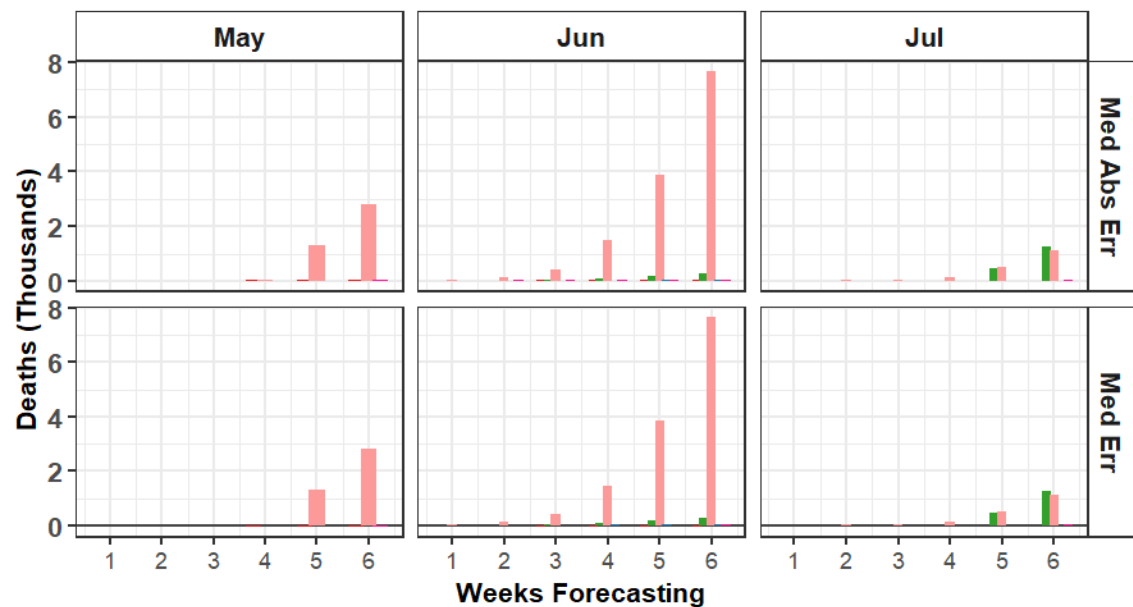 May Jun Jul
8
6
4
2
0
Med Abs Err
8
6
4
2
0
Med Err
Deaths (Thousands)
1 2 3 4 5 6 1 2 3 4 5 6 1 2 3 4 5 6
Weeks Forecasting